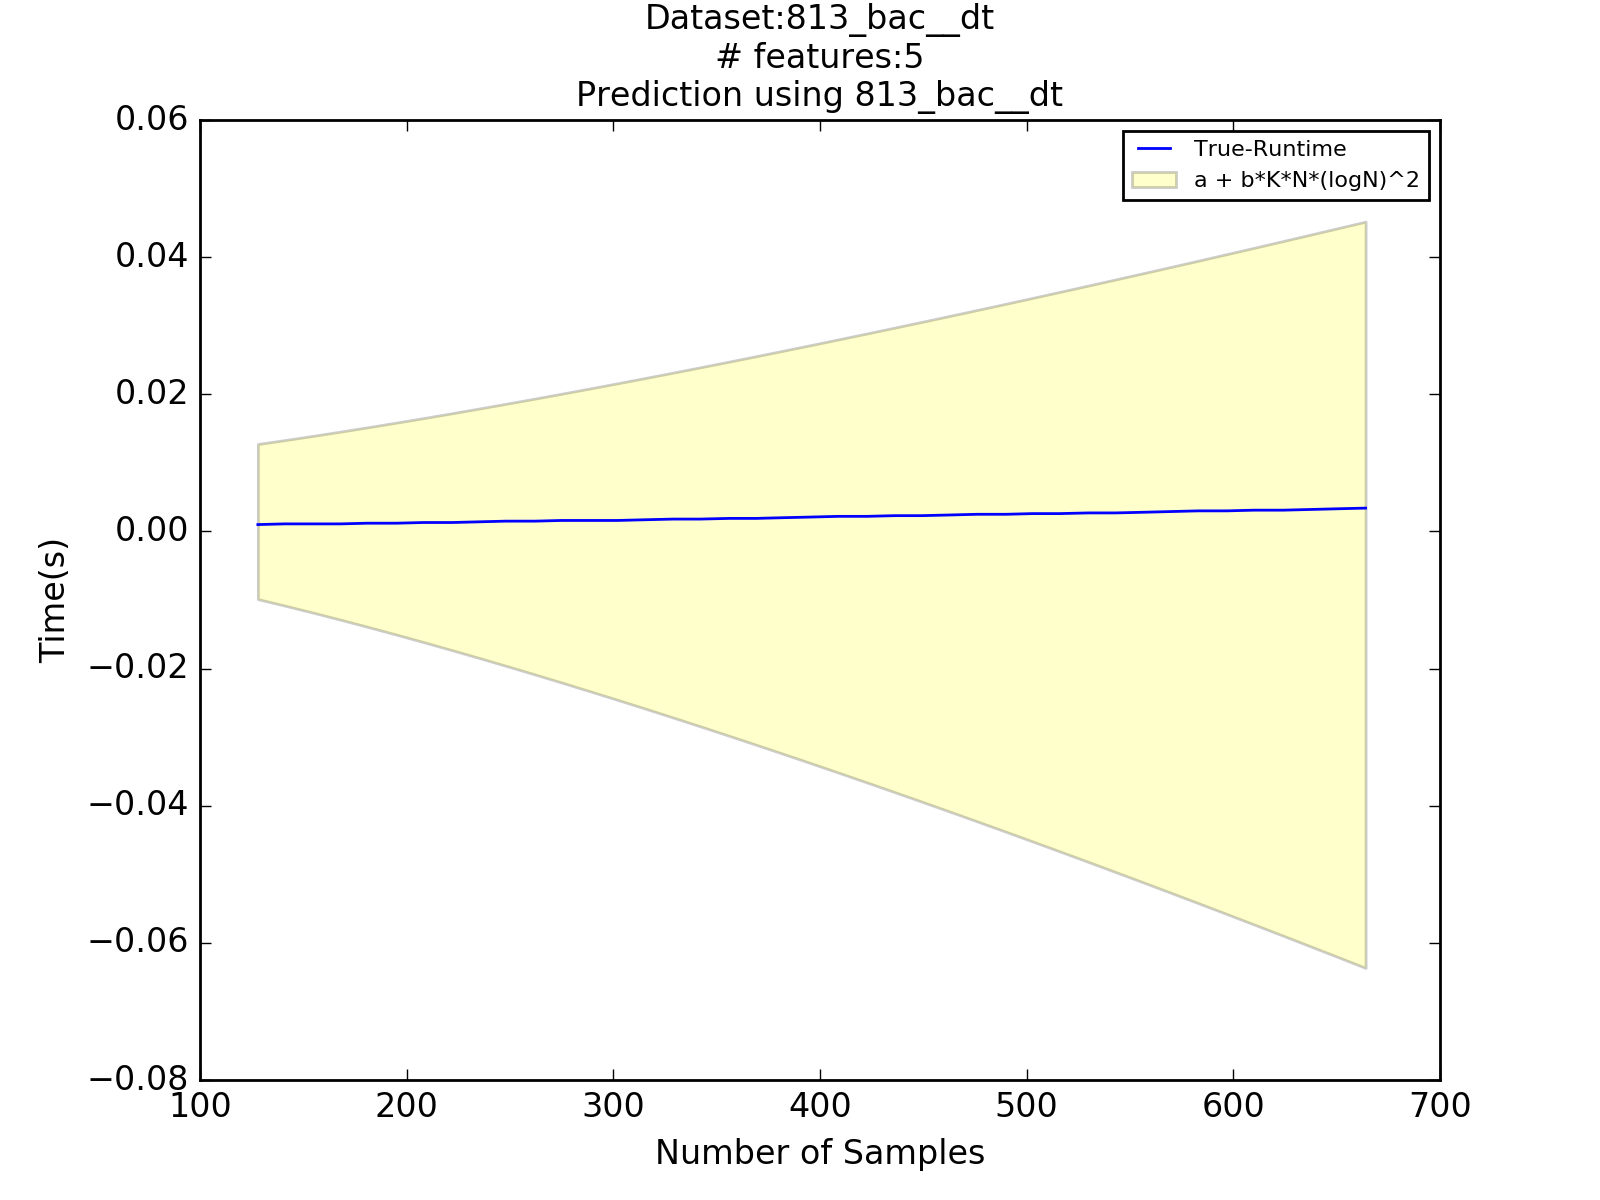 Dataset:813_bac__dt
# features:5
Prediction using 813_bac__dt
0.06
0.04
0.02
0.00
−0.02
−0.04
−0.06
−0.08
Time(s)
True-Runtime
a + b*K*N*(logN)^2
100 200 300 400 500 600 700
Number of Samples